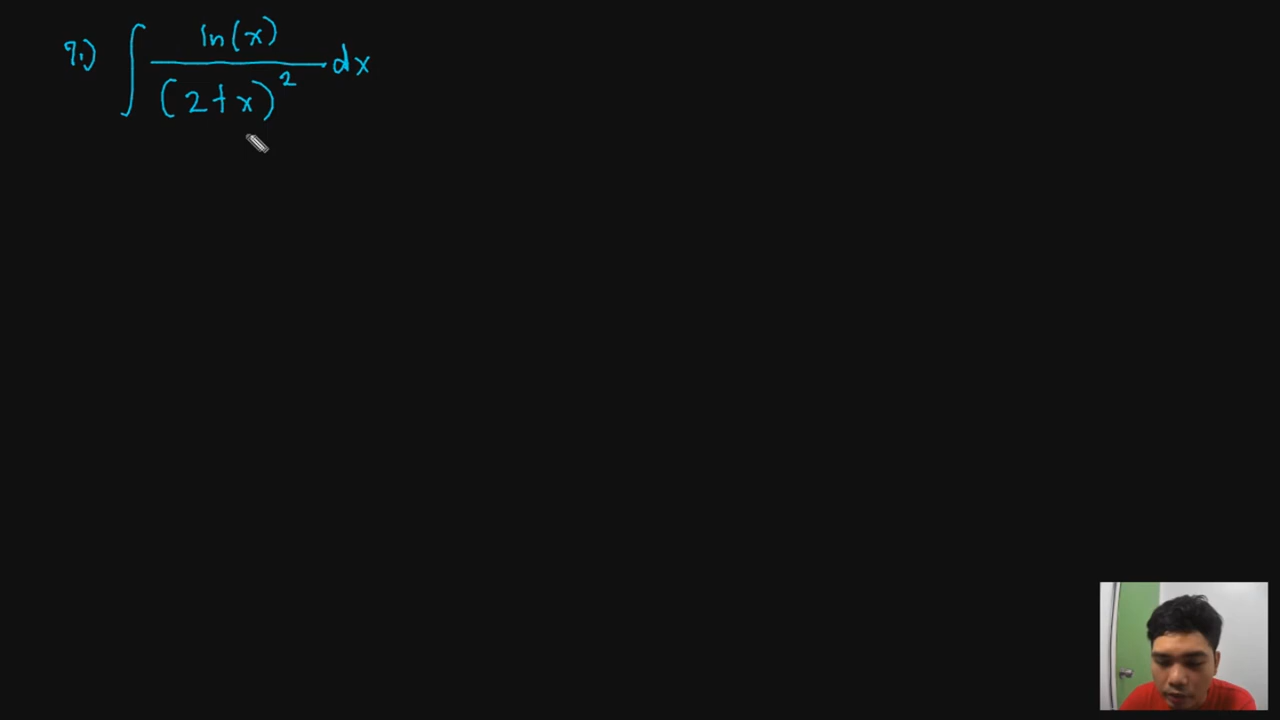 9.) ∫ ln(x) / (2+x)² dx